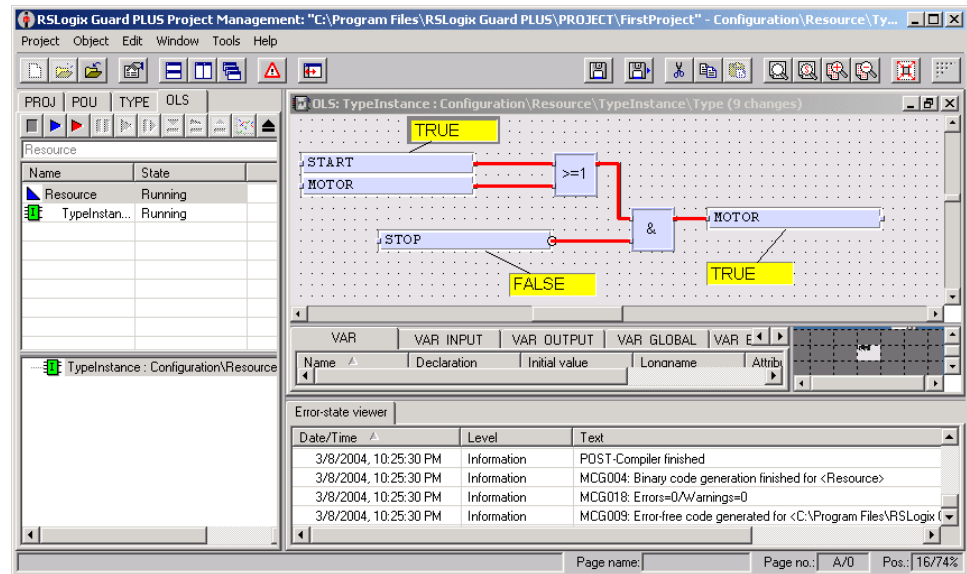 RSLogix Guard PLUS Project Management: "C:\Program Files\RSLogix Guard PLUS\PROJECT\FirstProject" - Configuration\Resource\Ty...
Project Object Edit Window Tools Help
PROJ POU TYPE OLS
Resource
Name State
Resource Running
TypeInstan... Running
TypeInstance : Configuration\Resource
OLS: TypeInstance : Configuration\Resource\TypeInstance\Type (9 changes)
TRUE
START
MOTOR
>=1
STOP
&
MOTOR
FALSE
TRUE
VAR VAR INPUT VAR OUTPUT VAR GLOBAL VAR E
Name Declaration Initial value Longname Attrib
Error-state viewer
Date/Time Level Text
3/8/2004, 10:25:30 PM Information POST-Compiler finished
3/8/2004, 10:25:30 PM Information MCG004: Binary code generation finished for <Resource>
3/8/2004, 10:25:30 PM Information MCG018: Errors=0/Warnings=0
3/8/2004, 10:25:30 PM Information MCG009: Error-free code generated for <C:\Program Files\RSLogix (
Page name: Page no.: A/0 Pos.: 16/74%